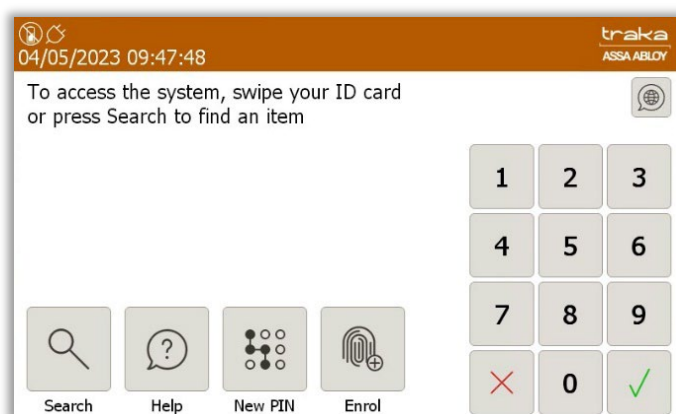 traka
04/05/2023 09:47:48
ASSA ABLOY
To access the system, swipe your ID card
or press Search to find an item
1 2 3
4 5 6
7 8 9
0
Search Help New PIN Enrol